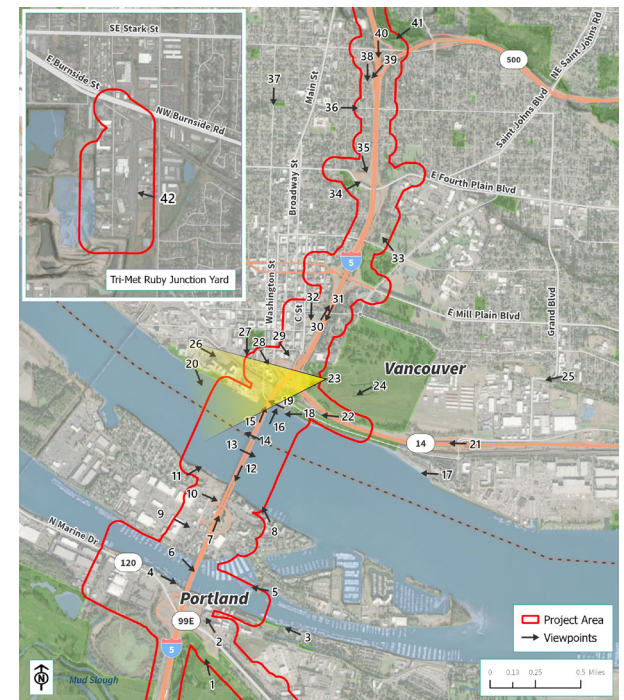 SE Stark St
E Burnside St
NW Burnside Rd
42
Tri-Met Ruby Junction Yard
41
40
38
39
500
NE Saint Johns Rd
37
Main St
36
Saint Johns Blvd
35
E Fourth Plain Blvd
34
Broadway St
33
5
Washington St
C St
32
31
30
E Mill Plain Blvd
Grand Blvd
29
27
28
26
20
Vancouver
23
24
25
19
18
22
15
16
14
14
21
13
12
17
11
10
9
8
7
N Marine Dr
6
120
4
5
Portland
99E
3
2
5
1
Mud Slough
N
Project Area
Viewpoints
0 0.13 0.25 0.5 Miles